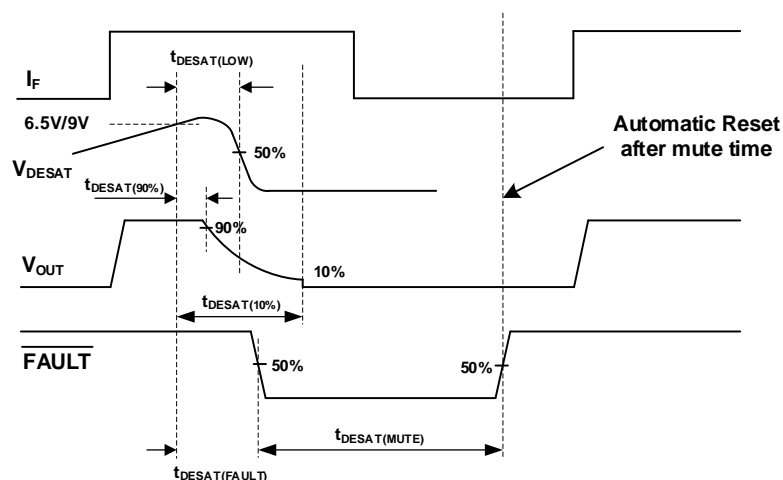 tDESAT(LOW)
IF
6.5V/9V
VDESAT
50%
Automatic Reset
after mute time
tDESAT(90%)
90%
VOUT
10%
tDESAT(10%)
FAULT
50%
50%
tDESAT(MUTE)
tDESAT(FAULT)